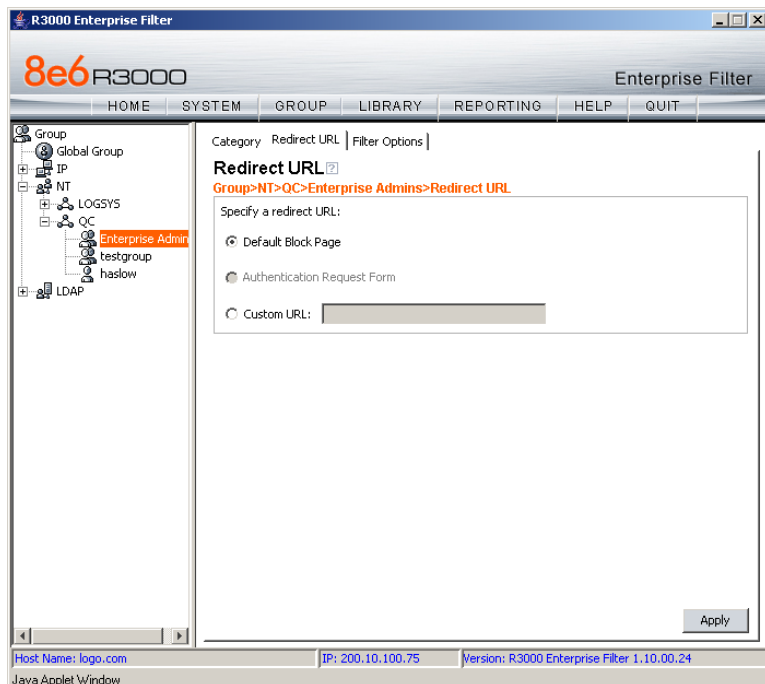 R3000 Enterprise Filter
8e6 R3000
Enterprise Filter
HOME SYSTEM GROUP LIBRARY REPORTING HELP QUIT
Group
Global Group
IP
NT
LOGSYS
QC
Enterprise Admin
testgroup
haslow
LDAP
Category Redirect URL Filter Options
Redirect URL ?
Group>NT>QC>Enterprise Admins>Redirect URL
Specify a redirect URL:
Default Block Page
Authentication Request Form
Custom URL:
Apply
Host Name: logo.com IP: 200.10.100.75 Version: R3000 Enterprise Filter 1.10.00.24
Java Applet Window